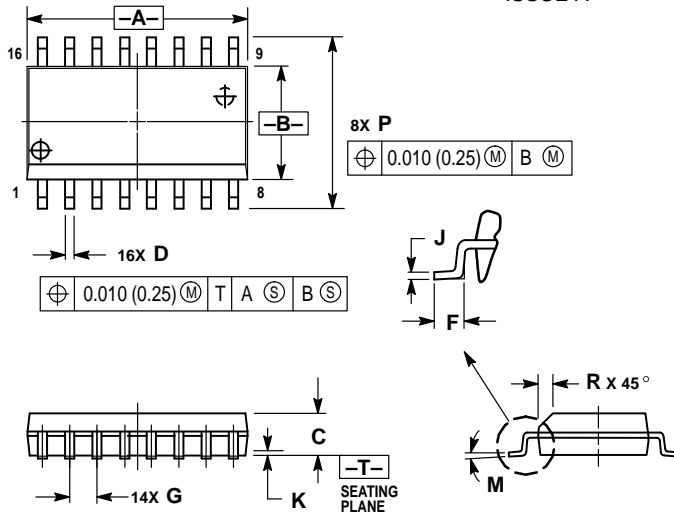 –A–
16
9
–B–
8X P
⌖ 0.010 (0.25) Ⓜ B Ⓜ
1
8
16X D
⌖ 0.010 (0.25) Ⓜ T A Ⓢ B Ⓢ
J
F
R X 45°
C
–T–
SEATING
PLANE
M
14X G
K